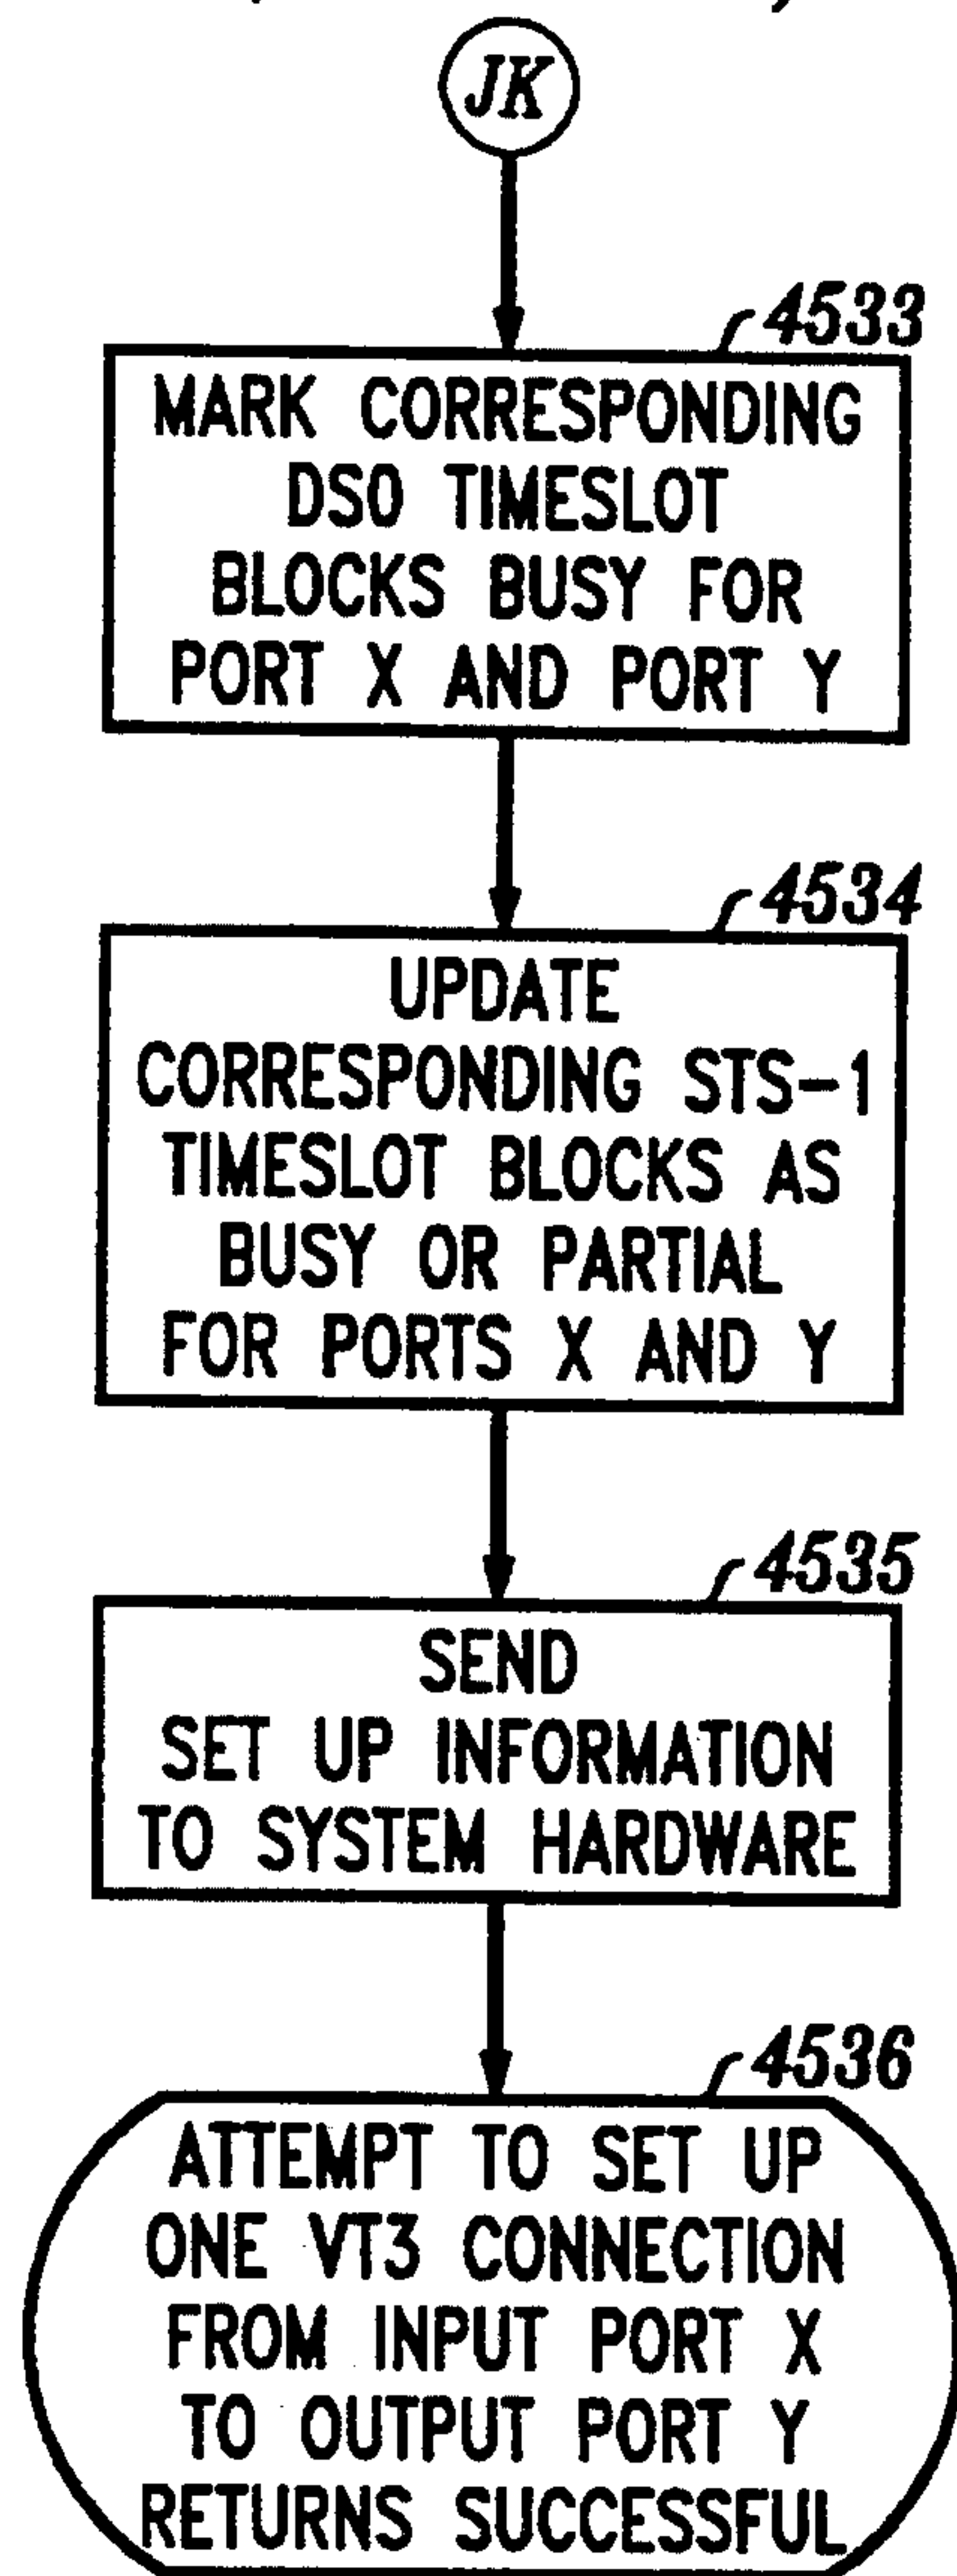 JK
4533
MARK CORRESPONDING
DS0 TIMESLOT
BLOCKS BUSY FOR
PORT X AND PORT Y
4534
UPDATE
CORRESPONDING STS-1
TIMESLOT BLOCKS AS
BUSY OR PARTIAL
FOR PORTS X AND Y
4535
SEND
SET UP INFORMATION
TO SYSTEM HARDWARE
4536
ATTEMPT TO SET UP
ONE VT3 CONNECTION
FROM INPUT PORT X
TO OUTPUT PORT Y
RETURNS SUCCESSFUL